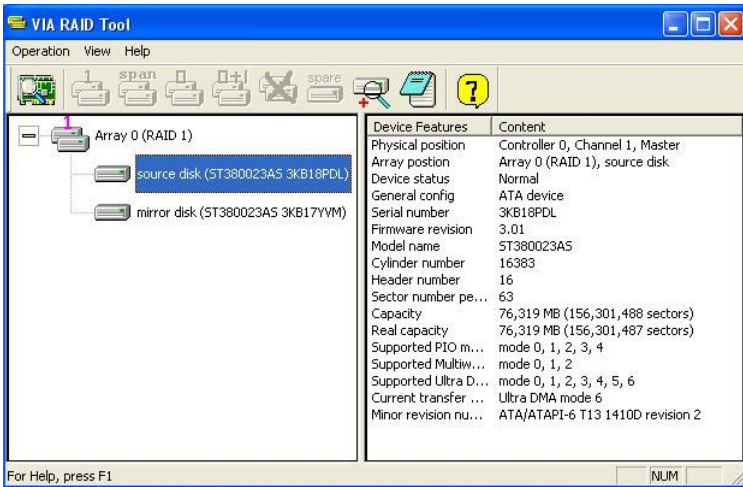 VIA RAID Tool
Operation View Help
1 span 0 0+1 spare ?
1
Array 0 (RAID 1)
source disk (ST380023AS 3KB18PDL)
mirror disk (ST380023AS 3KB17YVM)
Device Features Content
Physical position Controller 0, Channel 1, Master
Array postion Array 0 (RAID 1), source disk
Device status Normal
General config ATA device
Serial number 3KB18PDL
Firmware revision 3.01
Model name ST380023AS
Cylinder number 16383
Header number 16
Sector number pe... 63
Capacity 76,319 MB (156,301,488 sectors)
Real capacity 76,319 MB (156,301,487 sectors)
Supported PIO m... mode 0, 1, 2, 3, 4
Supported Multiw... mode 0, 1, 2
Supported Ultra D... mode 0, 1, 2, 3, 4, 5, 6
Current transfer ... Ultra DMA mode 6
Minor revision nu... ATA/ATAPI-6 T13 1410D revision 2
For Help, press F1 NUM